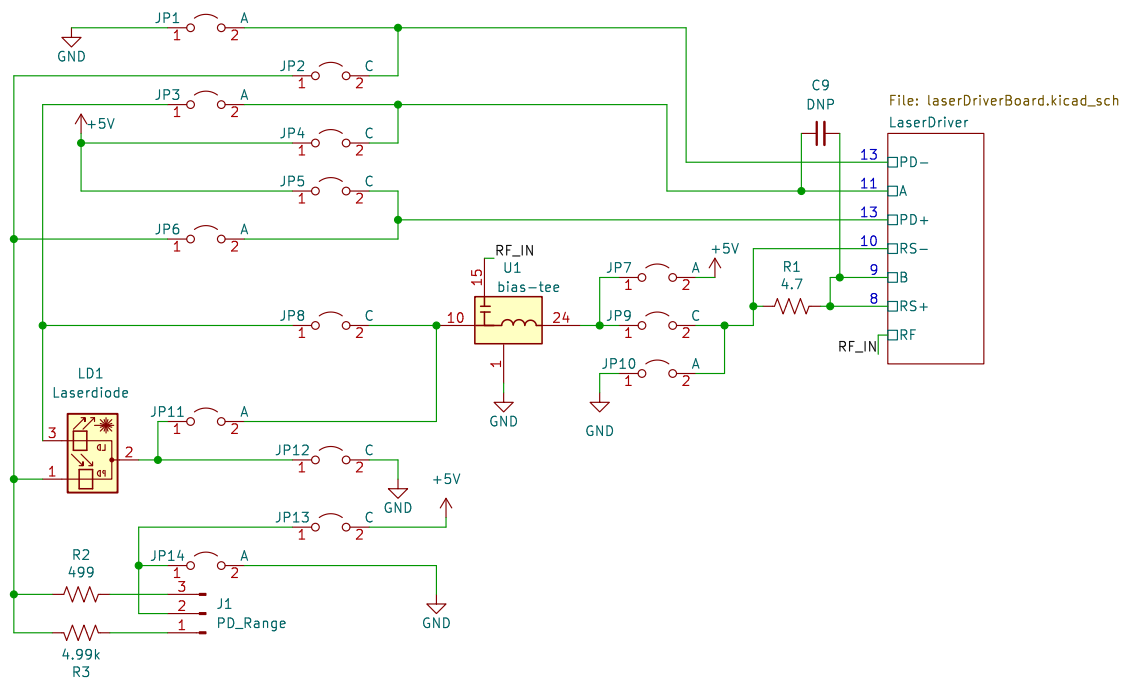 JP1 A
1 2
GND
JP2 C
1 2
JP3 A
1 2
+5V
JP4 C
1 2
JP5 C
1 2
JP6 A
1 2
C9
DNP
File: laserDriverBoard.kicad_sch
LaserDriver
13 PD-
11 A
13 PD+
10 RS-
9 B
8 RS+
RF
RF_IN
R1
4.7
RF_IN
U1
bias-tee
15
10 24
1
GND
JP7 A
1 2
+5V
JP9 C
1 2
JP10 A
1 2
GND
JP8 C
1 2
LD1
Laserdiode
3 LD
2
1 PD
JP11 A
1 2
JP12 C
1 2
GND
+5V
JP13 C
1 2
JP14 A
1 2
GND
R2
499
3
2
1
J1
PD_Range
4.99k
R3